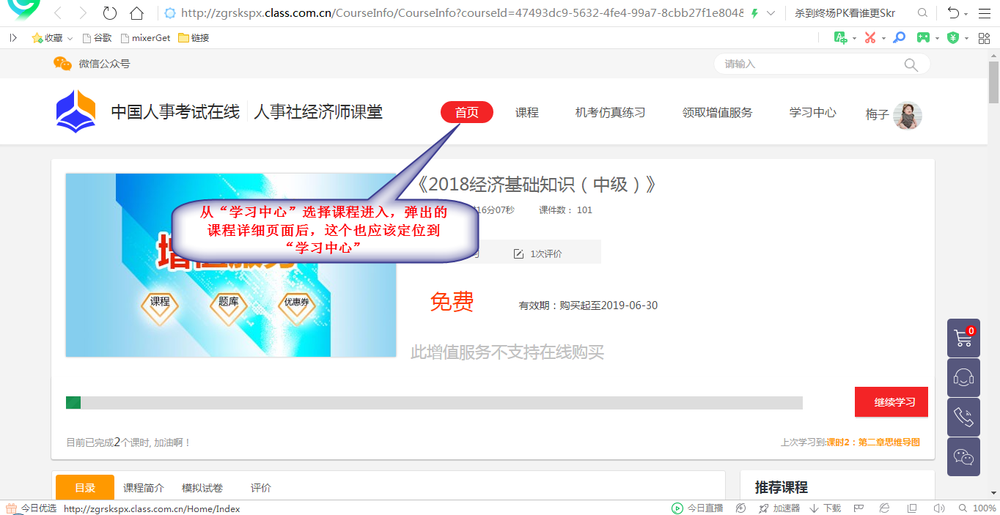 http://zgrskspx.class.com.cn/CourseInfo/CourseInfo?courseId=47493dc9-5632-4fe4-99a7-8cbb27f1e8048
杀到终场PK看谁更Skr
收藏 谷歌 mixerGet 链接
微信公众号
请输入
中国人事考试在线 人事社经济师课堂
首页 课程 机考仿真练习 领取增值服务 学习中心 梅子
《2018经济基础知识（中级）》
16分07秒 课件数： 101
从“学习中心”选择课程进入，弹出的
课程详细页面后，这个也应该定位到
“学习中心”
1次评价
课程 题库 优惠券
免费 有效期：购买起至2019-06-30
此增值服务不支持在线购买
0
继续学习
目前已完成2个课时, 加油啊！
上次学习到:课时2：第二章思维导图
目录 课程简介 模拟试卷 评价
推荐课程
今日优选 http://zgrskspx.class.com.cn/Home/Index
今日直播 加速器 下载 100%